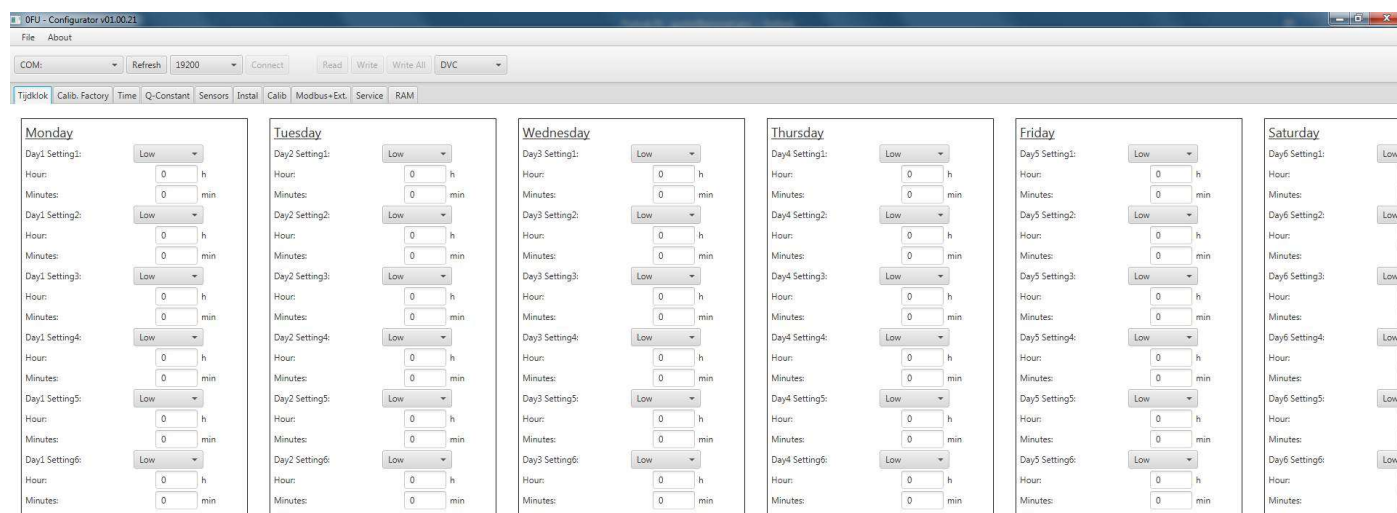 0FU - Configurator v01.00.21
File About
COM: Refresh 19200 Connect Read Write Write All DVC
Tijdklok Calib. Factory Time Q-Constant Sensors Instal Calib Modbus+Ext. Service RAM
Monday Tuesday Wednesday Thursday Friday Saturday
Day1 Setting1: Low Day2 Setting1: Low Day3 Setting1: Low Day4 Setting1: Low Day5 Setting1: Low Day6 Setting1: Low
Hour: 0 h Hour: 0 h Hour: 0 h Hour: 0 h Hour: 0 h Hour:
Minutes: 0 min Minutes: 0 min Minutes: 0 min Minutes: 0 min Minutes: 0 min Minutes:
Day1 Setting2: Low Day2 Setting2: Low Day3 Setting2: Low Day4 Setting2: Low Day5 Setting2: Low Day6 Setting2: Low
Hour: 0 h Hour: 0 h Hour: 0 h Hour: 0 h Hour: 0 h Hour:
Minutes: 0 min Minutes: 0 min Minutes: 0 min Minutes: 0 min Minutes: 0 min Minutes:
Day1 Setting3: Low Day2 Setting3: Low Day3 Setting3: Low Day4 Setting3: Low Day5 Setting3: Low Day6 Setting3: Low
Hour: 0 h Hour: 0 h Hour: 0 h Hour: 0 h Hour: 0 h Hour:
Minutes: 0 min Minutes: 0 min Minutes: 0 min Minutes: 0 min Minutes: 0 min Minutes:
Day1 Setting4: Low Day2 Setting4: Low Day3 Setting4: Low Day4 Setting4: Low Day5 Setting4: Low Day6 Setting4: Low
Hour: 0 h Hour: 0 h Hour: 0 h Hour: 0 h Hour: 0 h Hour:
Minutes: 0 min Minutes: 0 min Minutes: 0 min Minutes: 0 min Minutes: 0 min Minutes:
Day1 Setting5: Low Day2 Setting5: Low Day3 Setting5: Low Day4 Setting5: Low Day5 Setting5: Low Day6 Setting5: Low
Hour: 0 h Hour: 0 h Hour: 0 h Hour: 0 h Hour: 0 h Hour:
Minutes: 0 min Minutes: 0 min Minutes: 0 min Minutes: 0 min Minutes: 0 min Minutes:
Day1 Setting6: Low Day2 Setting6: Low Day3 Setting6: Low Day4 Setting6: Low Day5 Setting6: Low Day6 Setting6: Low
Hour: 0 h Hour: 0 h Hour: 0 h Hour: 0 h Hour: 0 h Hour:
Minutes: 0 min Minutes: 0 min Minutes: 0 min Minutes: 0 min Minutes: 0 min Minutes: